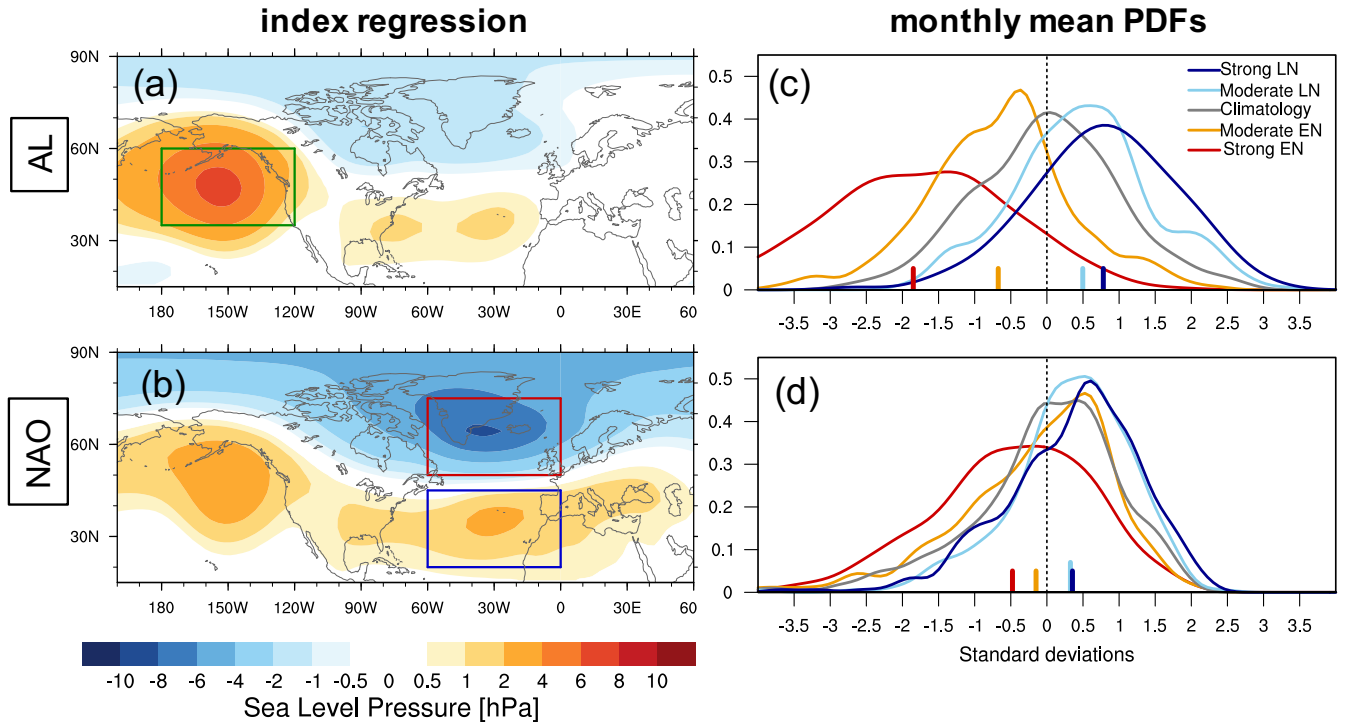 index regression
monthly mean PDFs
AL
(a)
90N
60N
30N
180 150W 120W 90W 60W 30W 0 30E 60
(c)
Strong LN
Moderate LN
Climatology
Moderate EN
Strong EN
0.5
0.4
0.3
0.2
0.1
0
-3.5 -3 -2.5 -2 -1.5 -1 -0.5 0 0.5 1 1.5 2 2.5 3 3.5
NAO
(b)
90N
60N
30N
180 150W 120W 90W 60W 30W 0 30E 60
(d)
0.5
0.4
0.3
0.2
0.1
0
-3.5 -3 -2.5 -2 -1.5 -1 -0.5 0 0.5 1 1.5 2 2.5 3 3.5
Standard deviations
-10 -8 -6 -4 -2 -1 -0.5 0 0.5 1 2 4 6 8 10
Sea Level Pressure [hPa]